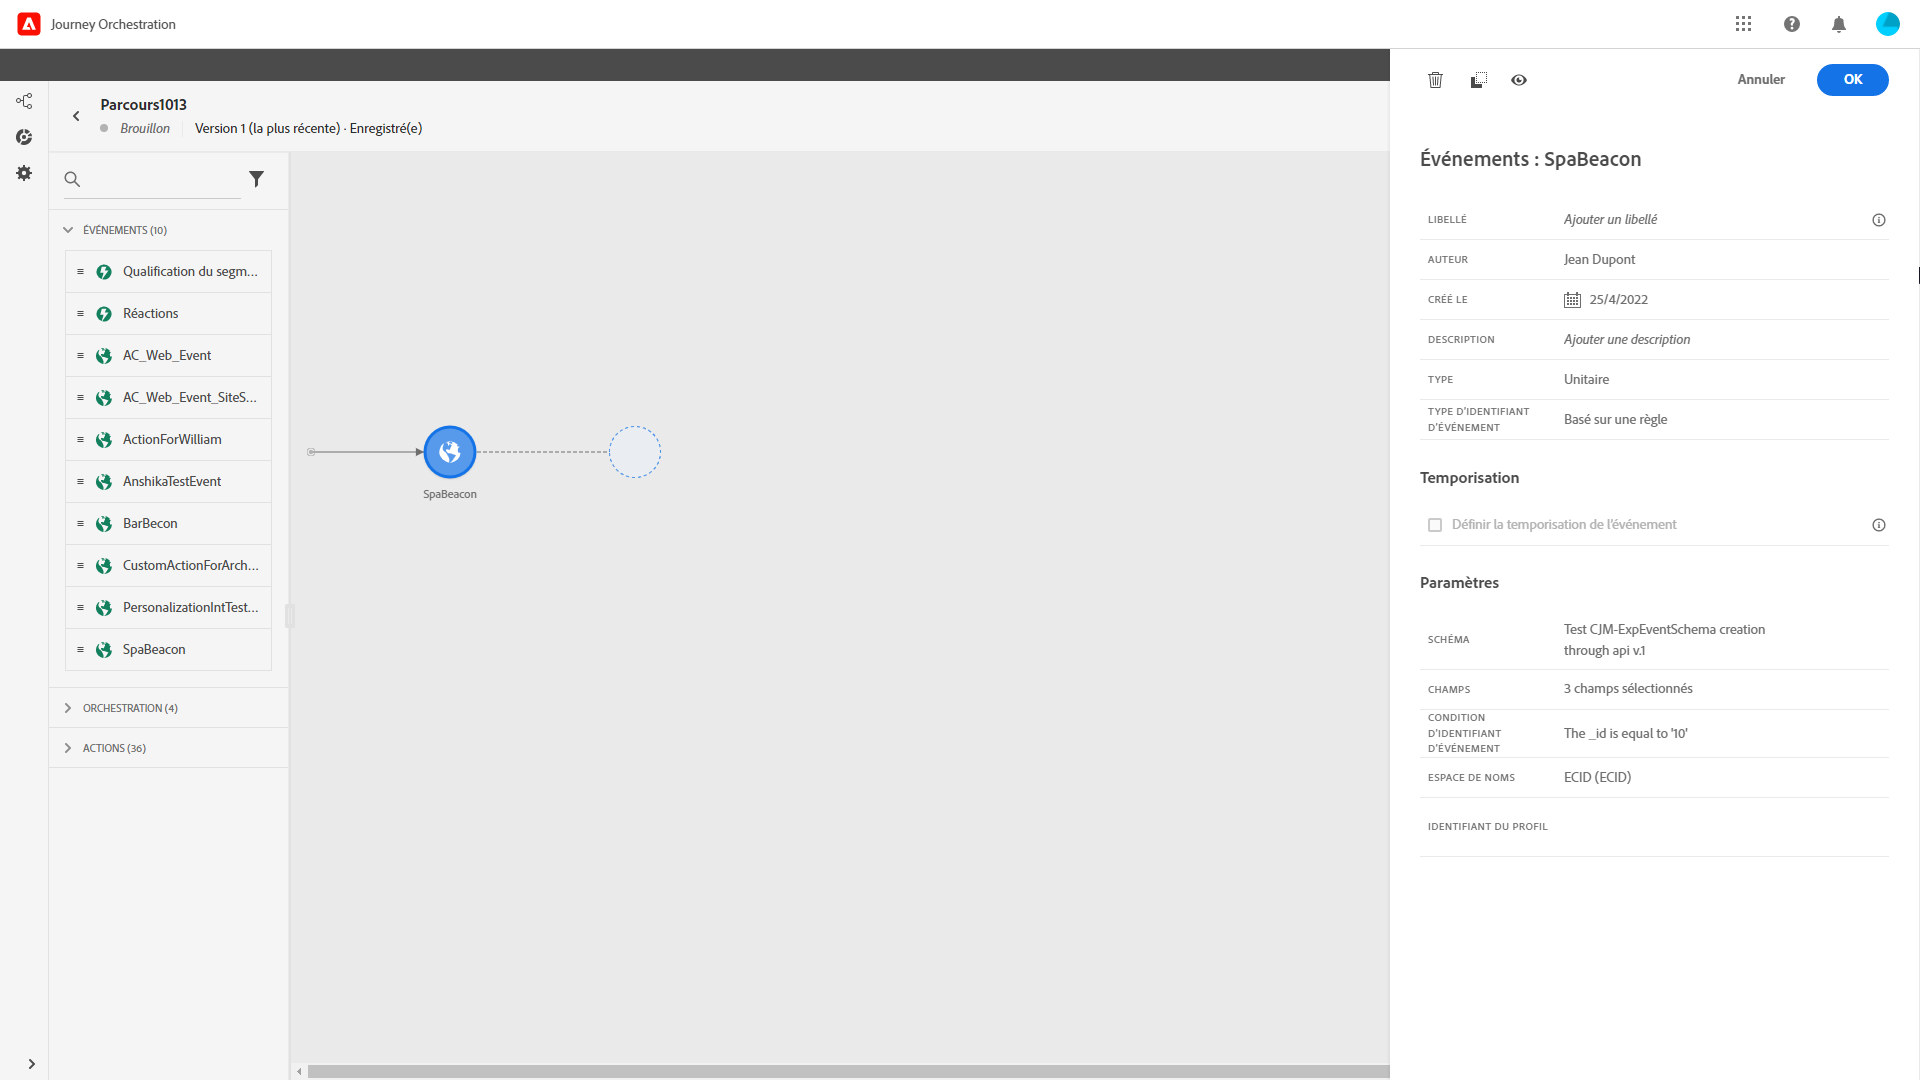 Journey Orchestration
Annuler
OK
Parcours1013
Brouillon
Version 1 (la plus récente) · Enregistré(e)
ÉVÉNEMENTS (10)
Qualification du segm...
Réactions
AC_Web_Event
AC_Web_Event_SiteS...
ActionForWilliam
AnshikaTestEvent
BarBecon
CustomActionForArch...
PersonalizationIntTest...
SpaBeacon
ORCHESTRATION (4)
ACTIONS (36)
SpaBeacon
Événements : SpaBeacon
LIBELLÉ
Ajouter un libellé
AUTEUR
Jean Dupont
CRÉÉ LE
25/4/2022
DESCRIPTION
Ajouter une description
TYPE
Unitaire
TYPE D'IDENTIFIANT
D'ÉVÉNEMENT
Basé sur une règle
Temporisation
Définir la temporisation de l'événement
Paramètres
SCHÉMA
Test CJM-ExpEventSchema creation
through api v.1
CHAMPS
3 champs sélectionnés
CONDITION
D'IDENTIFIANT
D'ÉVÉNEMENT
The _id is equal to '10'
ESPACE DE NOMS
ECID (ECID)
IDENTIFIANT DU PROFIL